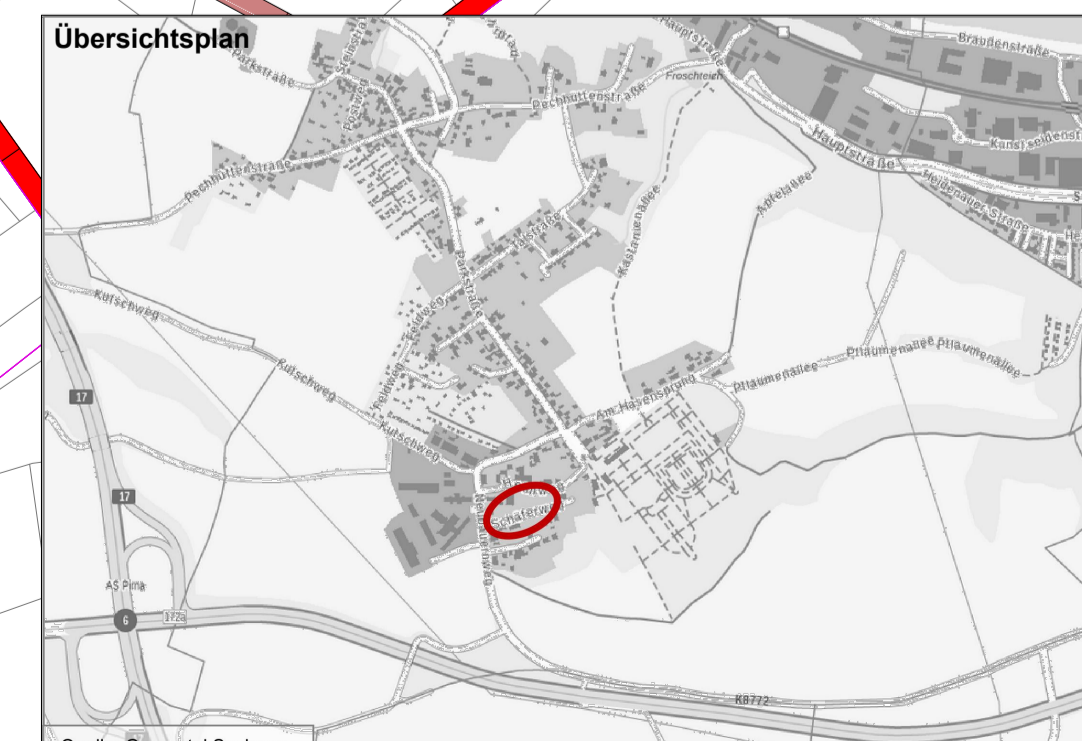 Übersichtsplan
Parkstraße
Hauptstraße
Braudenstraße
Froschteich
Pechhüttenstraße
Postweg
Hauptstraße
Pechhüttenstraße
Heidenauer Straße
Kastanienallee
Apfelallee
Talstraße
Parkstraße
Kutschweg
Feldweg
Kutschweg
Feldweg
Pflaumenallee Pflaumenallee
Pflaumenallee
Am Hasensprung
17
Kutschweg
17
Schäferweg
AS Pirna
6
172a
K8772